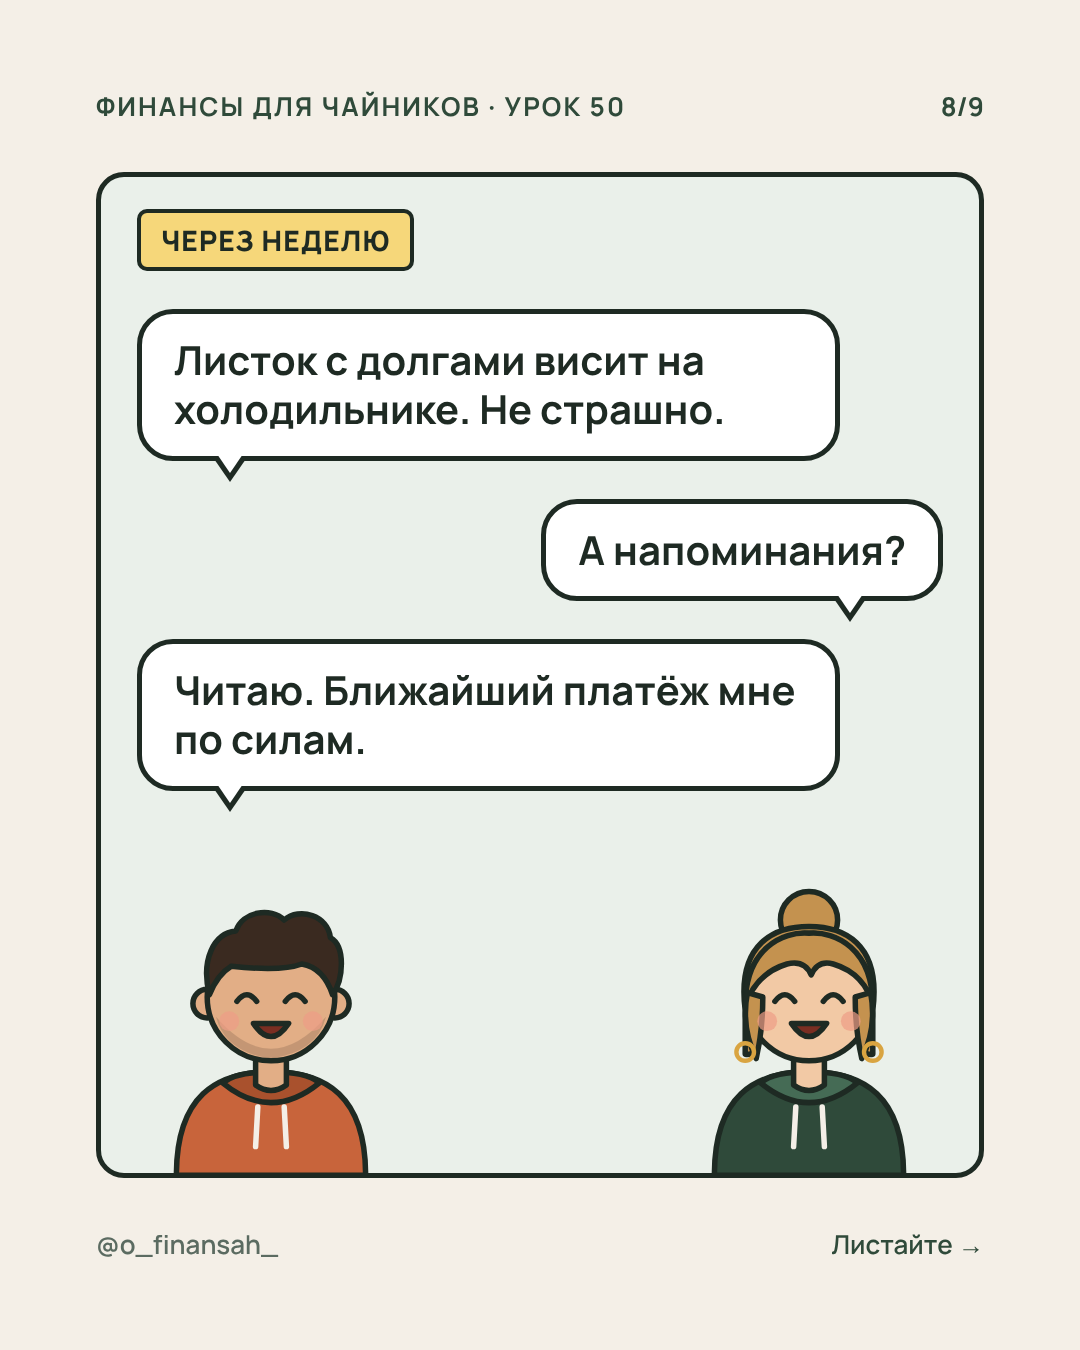 ФИНАНСЫ ДЛЯ ЧАЙНИКОВ · УРОК 50
8/9
ЧЕРЕЗ НЕДЕЛЮ
Листок с долгами висит на
холодильнике. Не страшно.
А напоминания?
Читаю. Ближайший платёж мне
по силам.
@o_finansah_
Листайте →